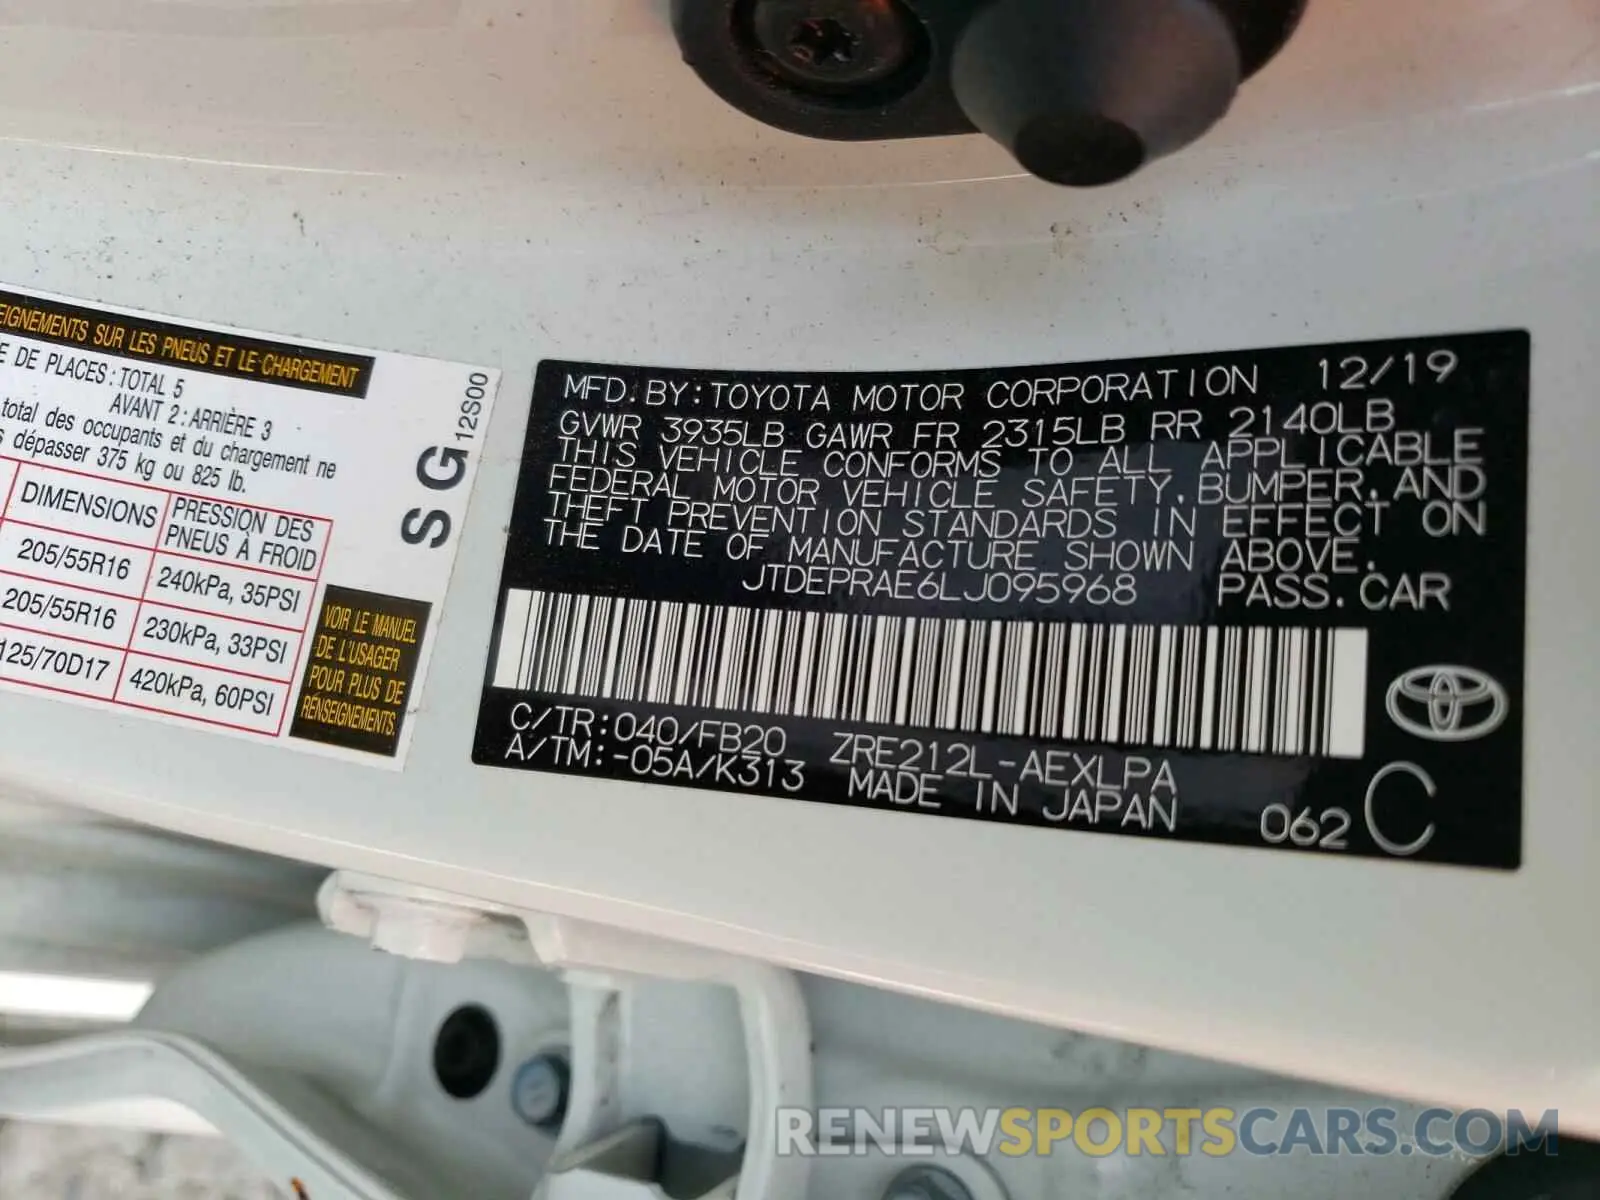 EIGNEMENTS SUR LES PNEUS ET LE CHARGEMENT
E DE PLACES : TOTAL 5
AVANT 2 : ARRIÈRE 3
total des occupants et du chargement ne
dépasser 375 kg ou 825 lb.
DIMENSIONS PRESSION DES PNEUS À FROID
205/55R16 240kPa, 35PSI
205/55R16 230kPa, 33PSI
125/70D17 420kPa, 60PSI
VOIR LE MANUEL
DE L'USAGER
POUR PLUS DE
RENSEIGNEMENTS.
S G 12S00
MFD. BY: TOYOTA MOTOR CORPORATION 12/19
GVWR 3935LB GAWR FR 2315LB RR 2140LB
THIS VEHICLE CONFORMS TO ALL APPLICABLE
FEDERAL MOTOR VEHICLE SAFETY, BUMPER, AND
THEFT PREVENTION STANDARDS IN EFFECT ON
THE DATE OF MANUFACTURE SHOWN ABOVE.
JTDEPRAE6LJ095968 PASS. CAR
C/TR: 040/FB20 ZRE212L-AEXLPA
A/TM: -05A/K313 MADE IN JAPAN 062 C
RENEWSPORTSCARS.COM